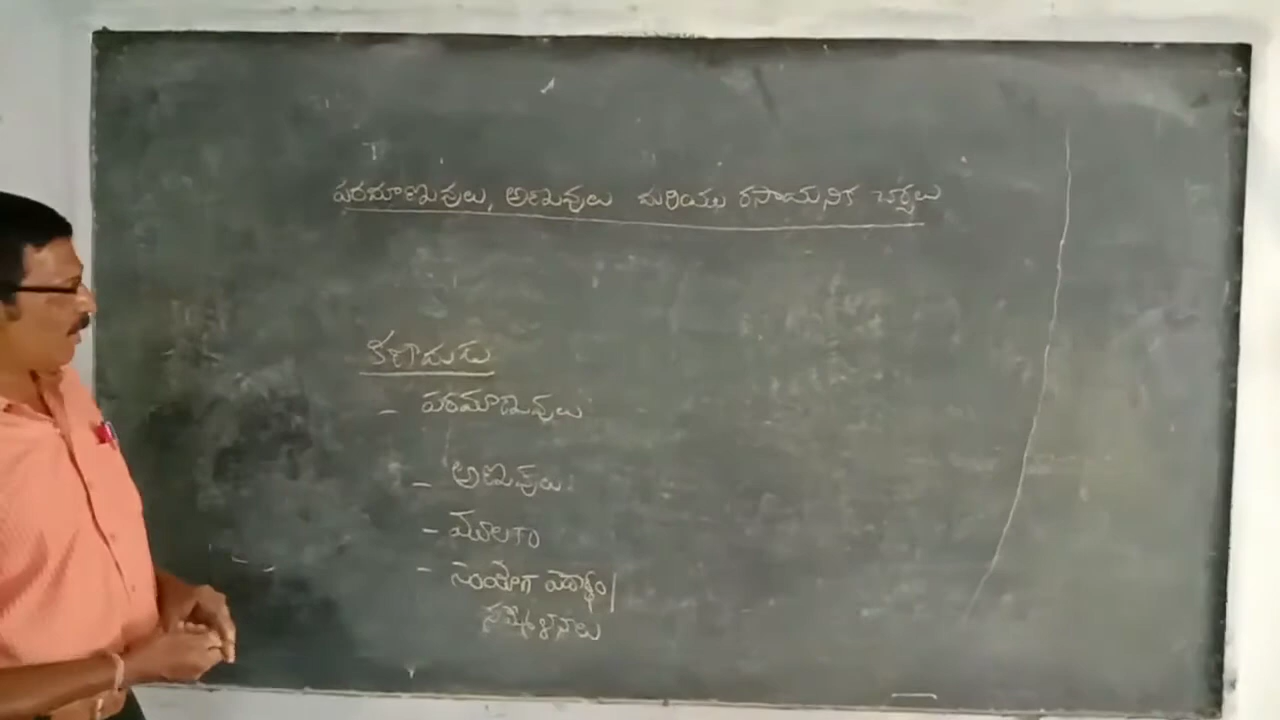 పరమాణువులు, అణువులు మరియు రసాయనిక చర్యలు
కణాదుడు
- పరమాణువులు
- అణువులు
- మూలకా
- సంయోగ పదార్థం/
సమ్మేళనాలు